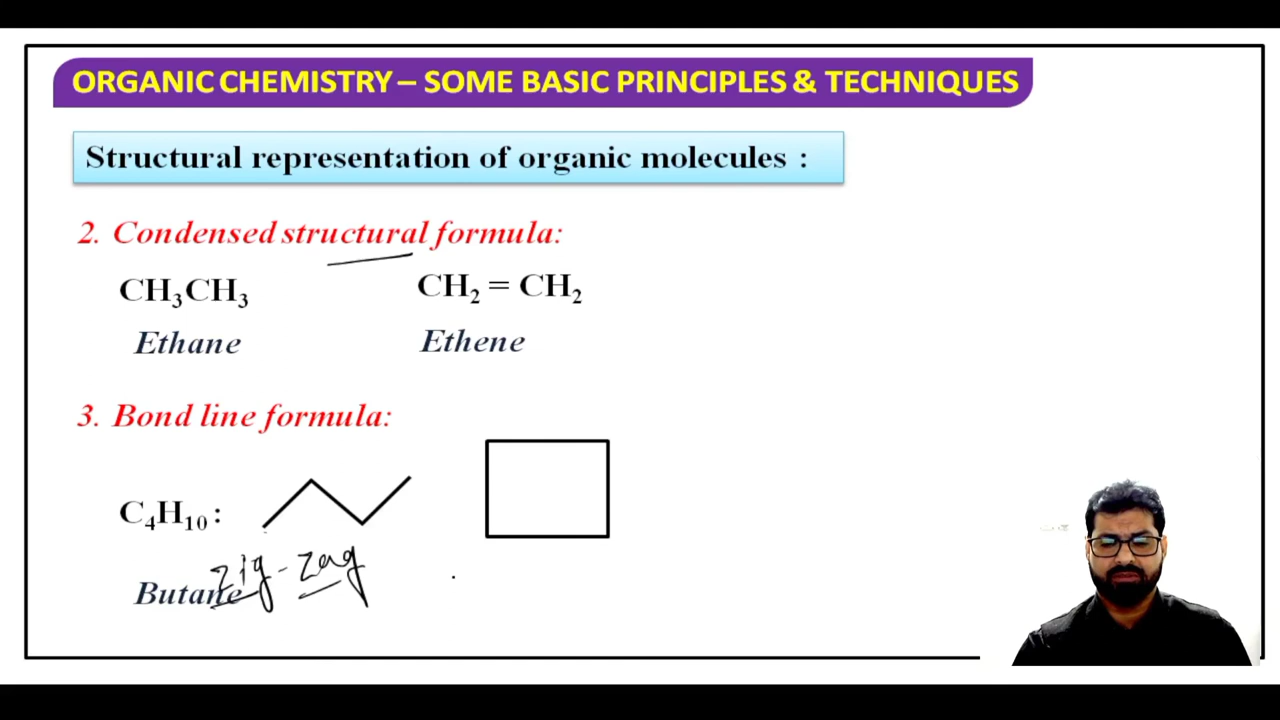 ORGANIC CHEMISTRY – SOME BASIC PRINCIPLES & TECHNIQUES
Structural representation of organic molecules :
2. Condensed structural formula:
CH₃CH₃ CH₂ = CH₂
Ethane Ethene
3. Bond line formula:
C₄H₁₀ :
Zig-Zag
Butane